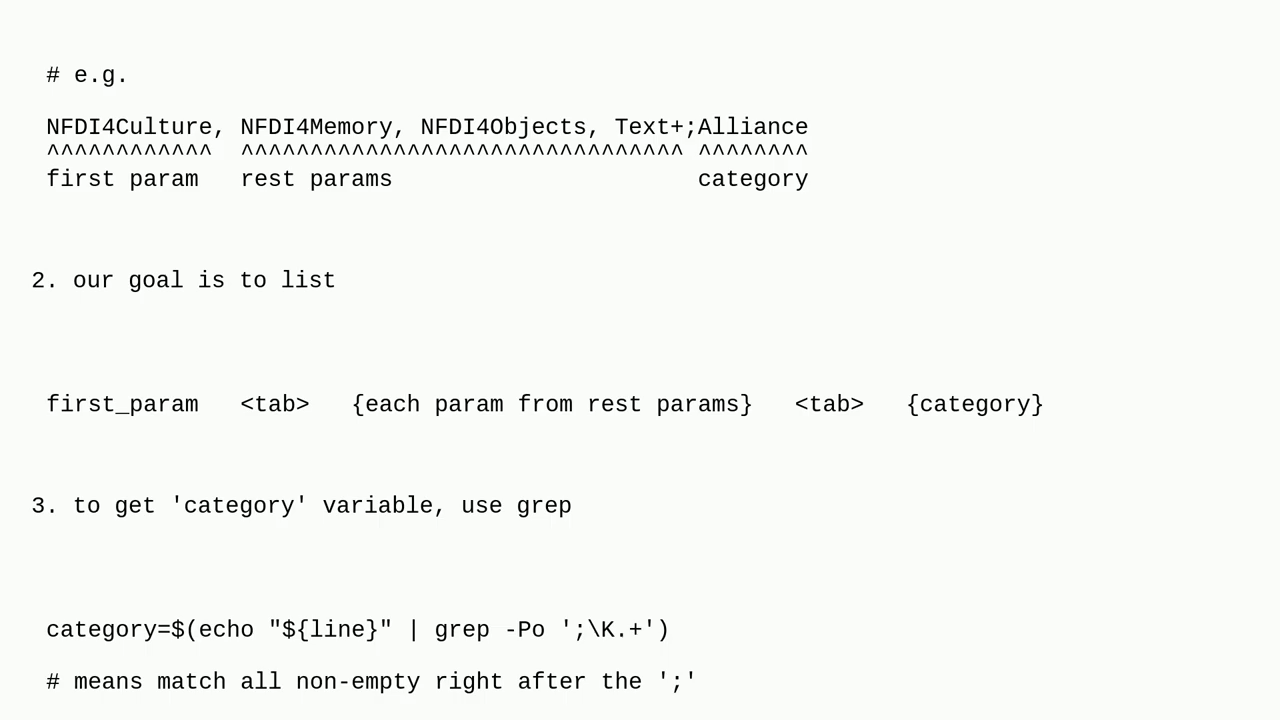 # e.g.
NFDI4Culture, NFDI4Memory, NFDI4Objects, Text+;Alliance
^^^^^^^^^^^^  ^^^^^^^^^^^^^^^^^^^^^^^^^^^^^^^^ ^^^^^^^^
first param   rest params                      category
2. our goal is to list
first_param   <tab>   {each param from rest params}   <tab>   {category}
3. to get 'category' variable, use grep
category=$(echo "${line}" | grep -Po ';\K.+')
# means match all non-empty right after the ';'